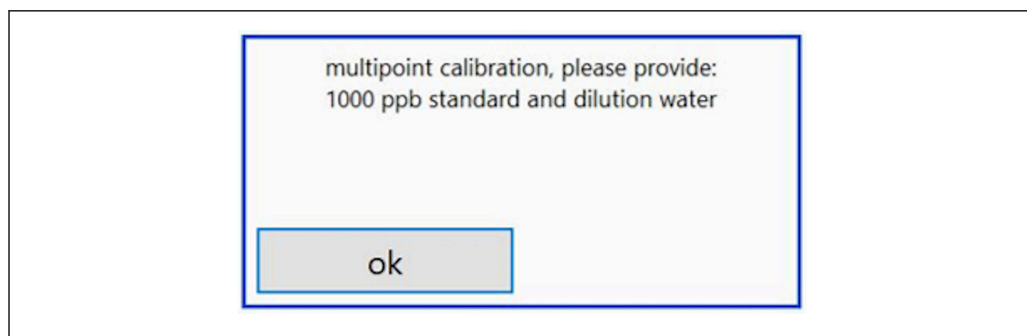 multipoint calibration, please provide:
1000 ppb standard and dilution water
ok